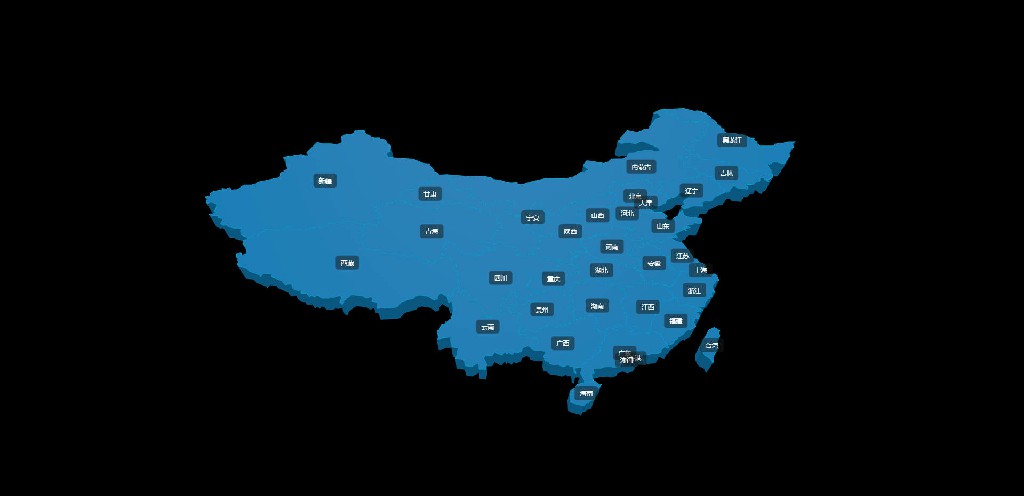 黑龙江
内蒙古
吉林
新疆
辽宁
甘肃
北京
天津
河北
山西
宁夏
山东
陕西
青海
河南
江苏
西藏
安徽
湖北
上海
四川
重庆
浙江
湖南
江西
贵州
福建
云南
广西
台湾
广东
澳门
海南